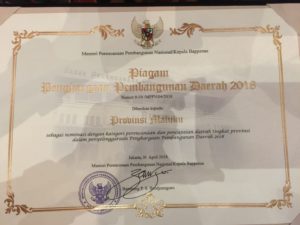 Menteri Perencanaan Pembangunan Nasional/Kepala Bappenas
Piagam
Penghargaan Pembangunan Daerah 2018
Diberikan kepada
Provinsi Maluku
sebagai nominasi dengan kategori perencanaan dan pencapaian daerah tingkat provinsi
dalam penyelenggaraan Penghargaan Pembangunan Daerah 2018
Jakarta, April 2018
Menteri Perencanaan Pembangunan Nasional/Kepala Bappenas
Bambang P. S. Brodjonegoro